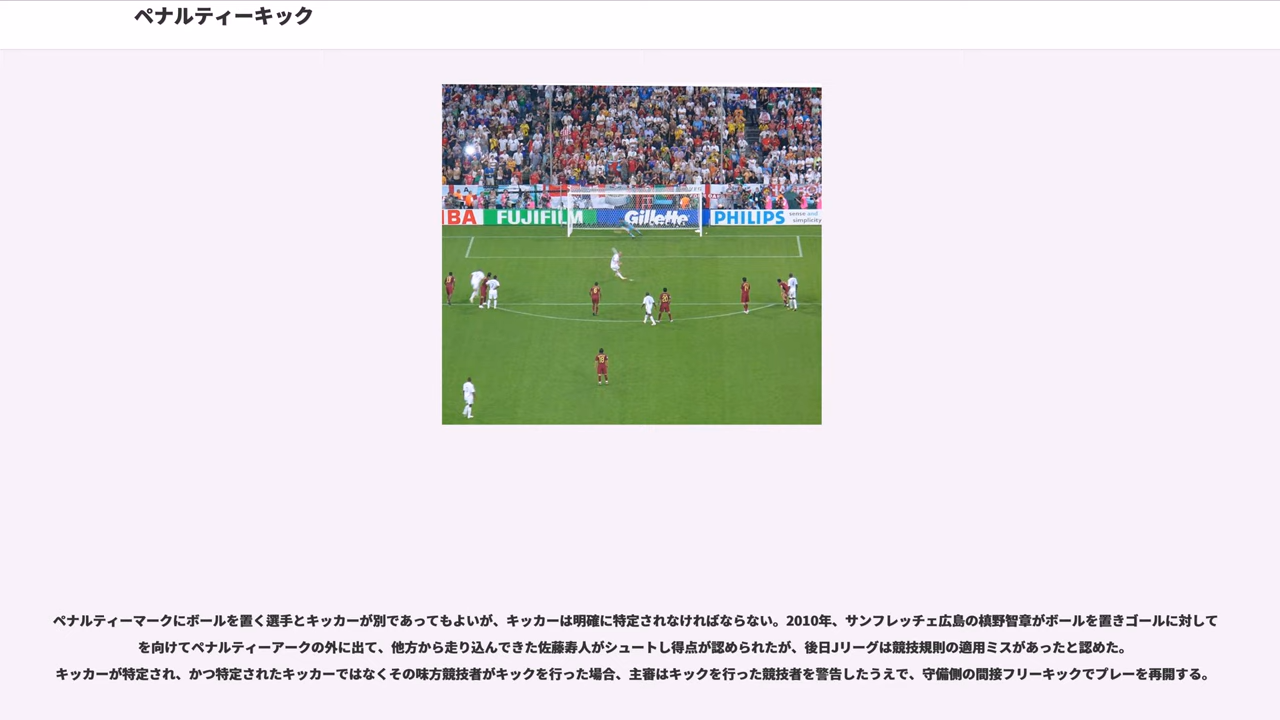 ペナルティーキック
IBA FUJIFILM Gillette PHILIPS sense and
simplicity
ペナルティーマークにボールを置く選手とキッカーが別であってもよいが、キッカーは明確に特定されなければならない。2010年、サンフレッチェ広島の槙野智章がボールを置きゴールに対して
を向けてペナルティーアークの外に出て、他方から走り込んできた佐藤寿人がシュートし得点が認められたが、後日Jリーグは競技規則の適用ミスがあったと認めた。
キッカーが特定され、かつ特定されたキッカーではなくその味方競技者がキックを行った場合、主審はキックを行った競技者を警告したうえで、守備側の間接フリーキックでプレーを再開する。